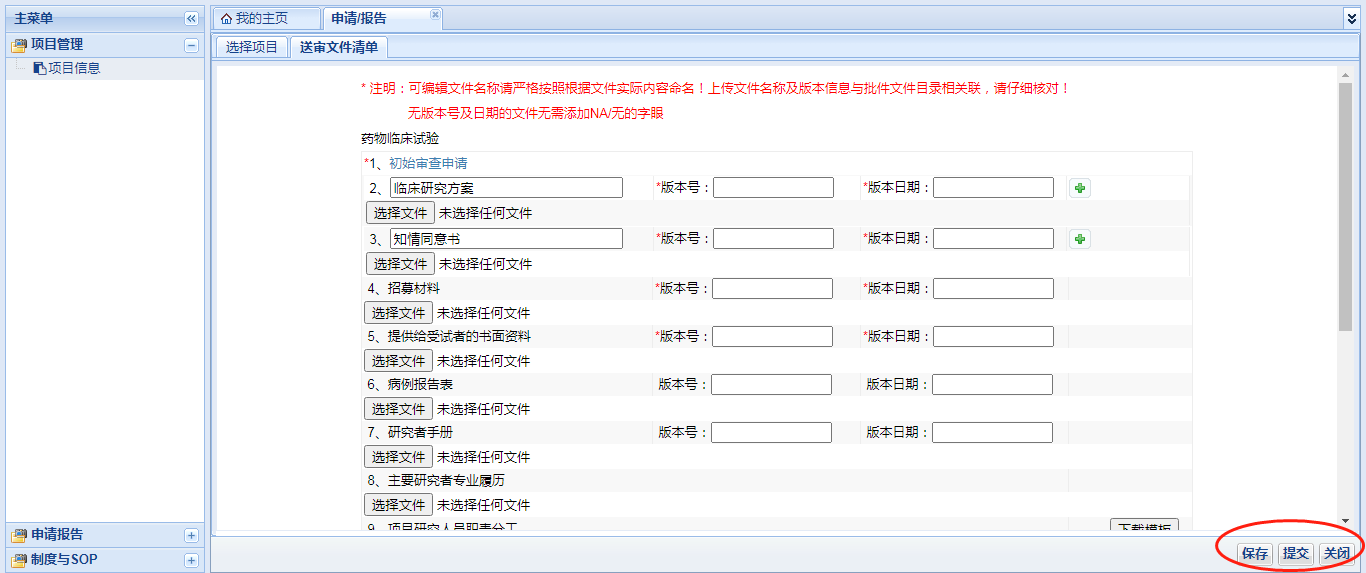 主菜单
我的主页
申请/报告
项目管理
项目信息
选择项目
送审文件清单
* 注明：可编辑文件名称请严格按照根据文件实际内容命名！上传文件名称及版本信息与批件文件目录相关联，请仔细核对！
无版本号及日期的文件无需添加NA/无的字眼
药物临床试验
*1、初始审查申请
2、临床研究方案 *版本号： *版本日期：
选择文件 未选择任何文件
3、知情同意书 *版本号： *版本日期：
选择文件 未选择任何文件
4、招募材料 *版本号： *版本日期：
选择文件 未选择任何文件
5、提供给受试者的书面资料 *版本号： *版本日期：
选择文件 未选择任何文件
6、病例报告表 版本号： 版本日期：
选择文件 未选择任何文件
7、研究者手册 版本号： 版本日期：
选择文件 未选择任何文件
8、主要研究者专业履历
选择文件 未选择任何文件
9、项目研究人员职责分工 下载模板
申请报告
制度与SOP
保存 提交 关闭